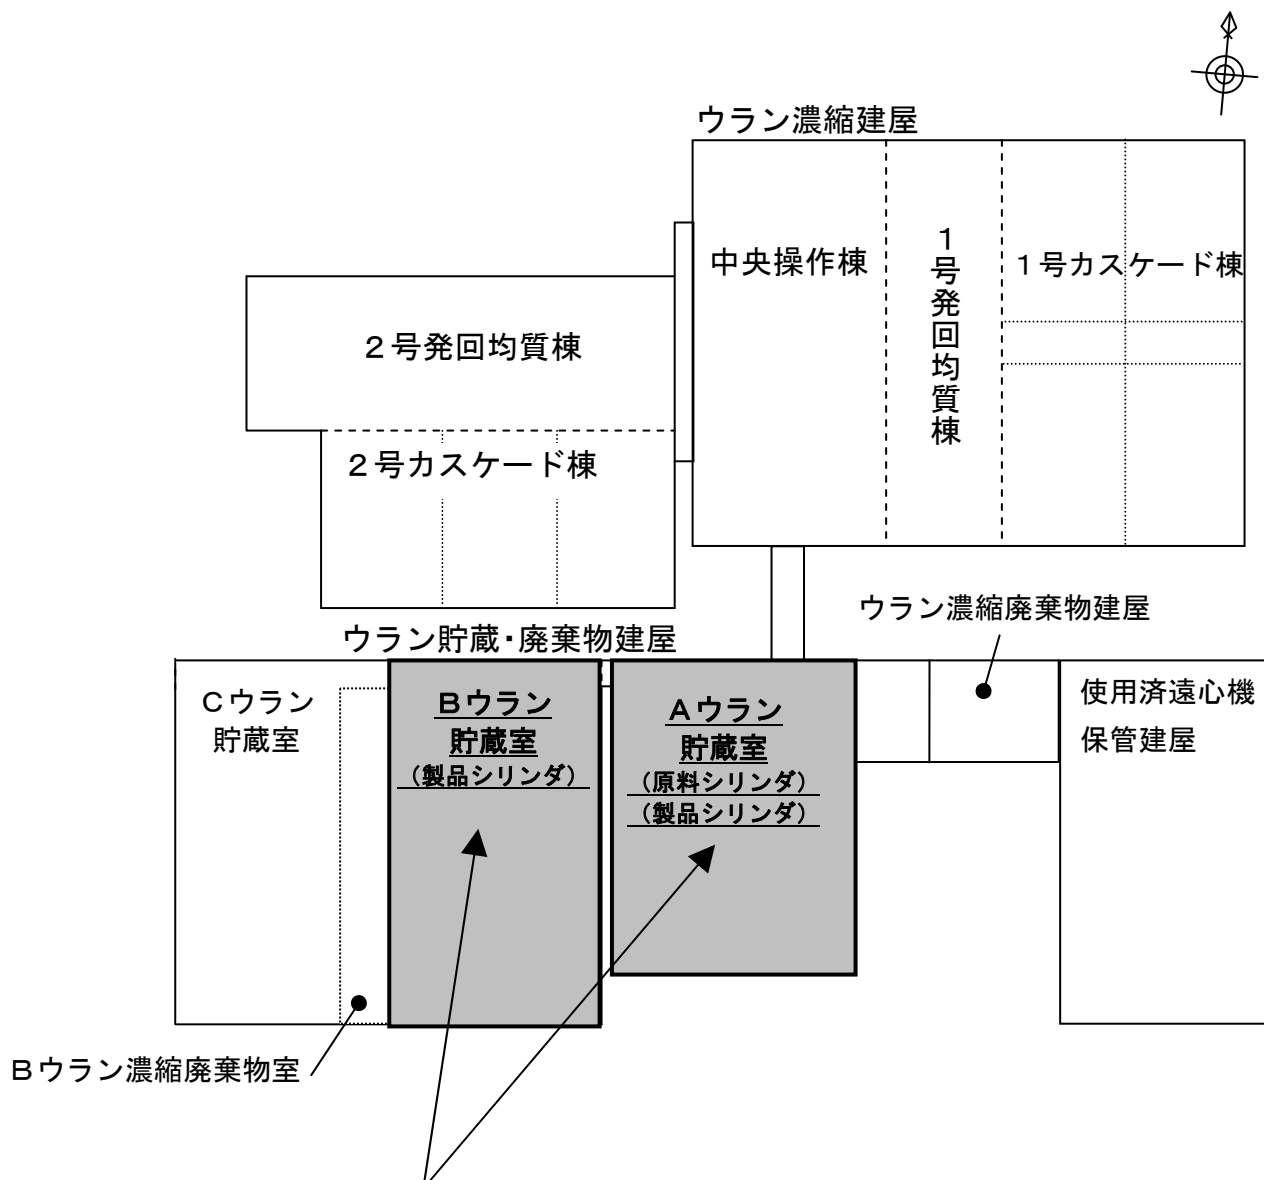 ウラン濃縮建屋
中央操作棟
1号発回均質棟
1号カスケード棟
2号発回均質棟
2号カスケード棟
ウラン濃縮廃棄物建屋
ウラン貯蔵・廃棄物建屋
Cウラン
貯蔵室
Bウラン
貯蔵室
(製品シリンダ)
Aウラン
貯蔵室
(原料シリンダ)
(製品シリンダ)
使用済遠心機
保管建屋
Bウラン濃縮廃棄物室